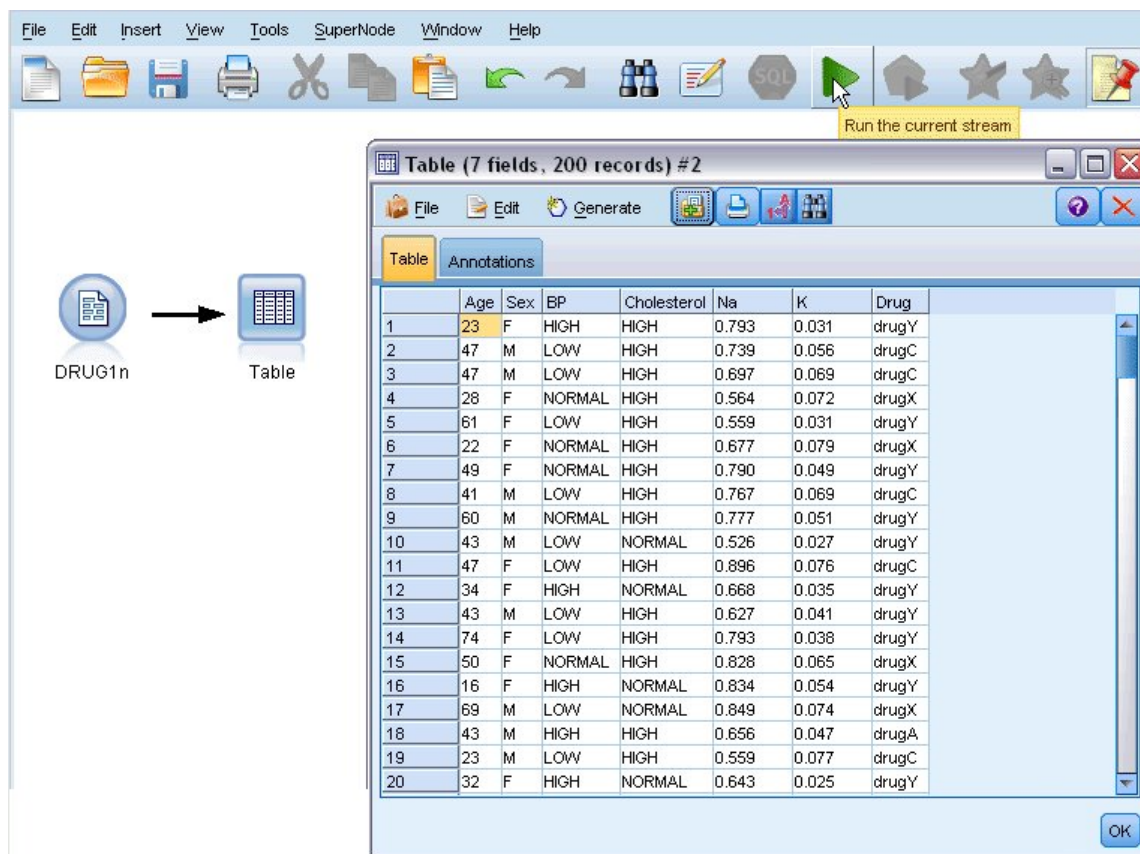 File Edit Insert View Tools SuperNode Window Help
SQL
Run the current stream
Table (7 fields, 200 records) #2
File Edit Generate
Table Annotations
Age Sex BP Cholesterol Na K Drug
1 23 F HIGH HIGH 0.793 0.031 drugY
2 47 M LOW HIGH 0.739 0.056 drugC
3 47 M LOW HIGH 0.697 0.069 drugC
4 28 F NORMAL HIGH 0.564 0.072 drugX
5 61 F LOW HIGH 0.559 0.031 drugY
6 22 F NORMAL HIGH 0.677 0.079 drugX
7 49 F NORMAL HIGH 0.790 0.049 drugY
8 41 M LOW HIGH 0.767 0.069 drugC
9 60 M NORMAL HIGH 0.777 0.051 drugY
10 43 M LOW NORMAL 0.526 0.027 drugY
11 47 F LOW HIGH 0.896 0.076 drugC
12 34 F HIGH NORMAL 0.668 0.035 drugY
13 43 M LOW HIGH 0.627 0.041 drugY
14 74 F LOW HIGH 0.793 0.038 drugY
15 50 F NORMAL HIGH 0.828 0.065 drugX
16 16 F HIGH NORMAL 0.834 0.054 drugY
17 69 M LOW NORMAL 0.849 0.074 drugX
18 43 M HIGH HIGH 0.656 0.047 drugA
19 23 M LOW HIGH 0.559 0.077 drugC
20 32 F HIGH NORMAL 0.643 0.025 drugY
DRUG1n
Table
OK